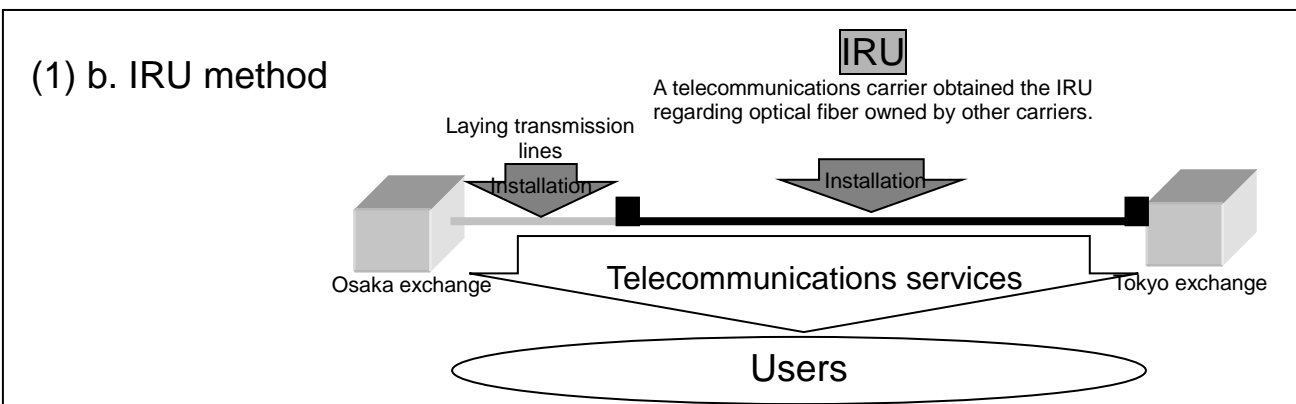 (1) b. IRU method
IRU
A telecommunications carrier obtained the IRU
regarding optical fiber owned by other carriers.
Laying transmission
lines
Installation
Installation
Osaka exchange
Telecommunications services
Tokyo exchange
Users